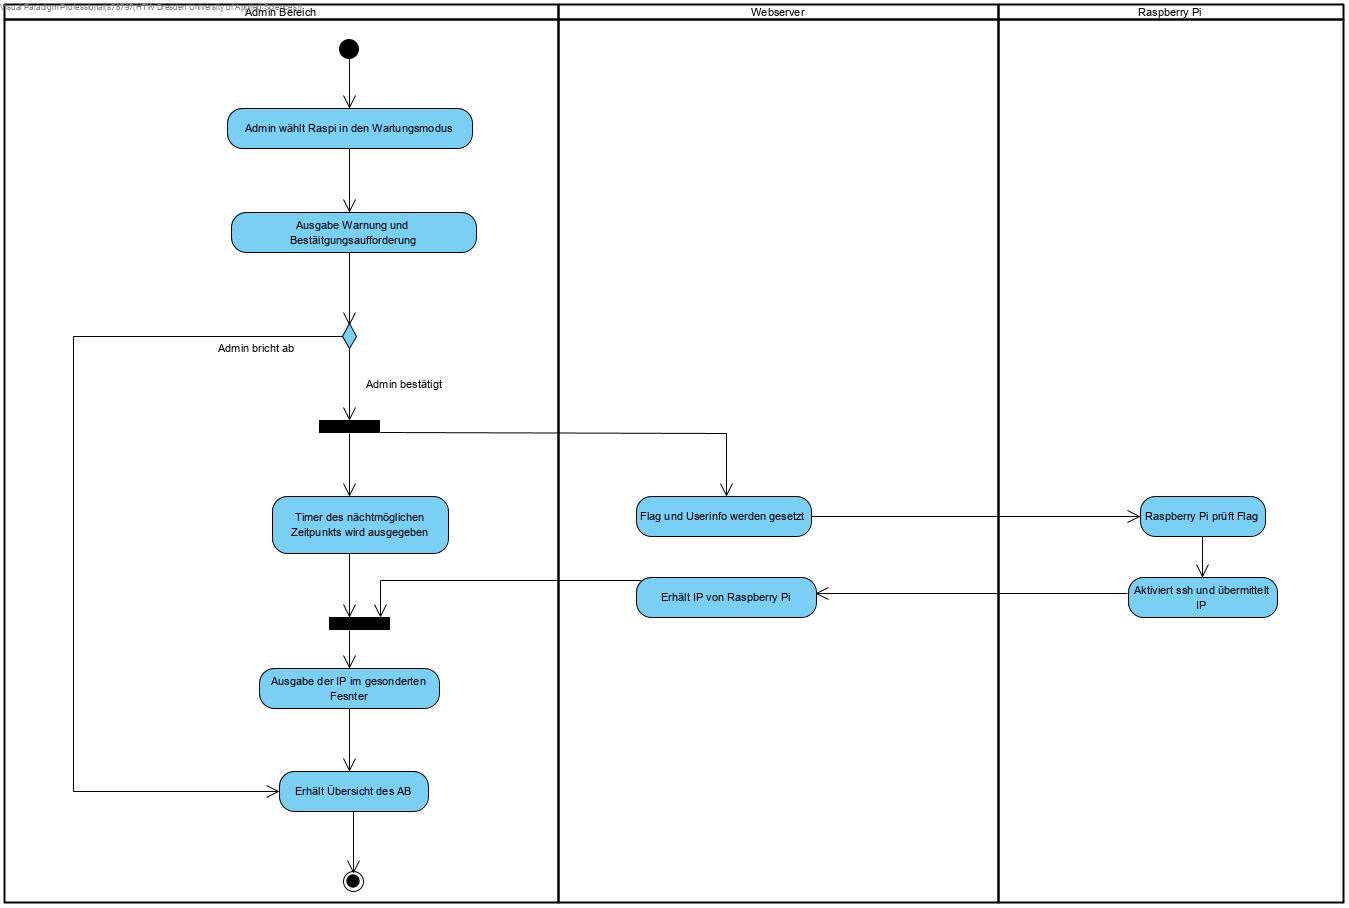 Visual Paradigm Professional(s76797(HTW Dresden University of Applied Sciences))
Admin Bereich
Webserver
Raspberry Pi
Admin wählt Raspi in den Wartungsmodus
Ausgabe Warnung und
Bestäitgungsaufforderung
Admin bricht ab
Admin bestätigt
Timer des nächtmöglichen
Zeitpunkts wird ausgegeben
Flag und Userinfo werden gesetzt
Raspberry Pi prüft Flag
Erhält IP von Raspberry Pi
Aktiviert ssh und übermittelt
IP
Ausgabe der IP im gesonderten
Fesnter
Erhält Übersicht des AB